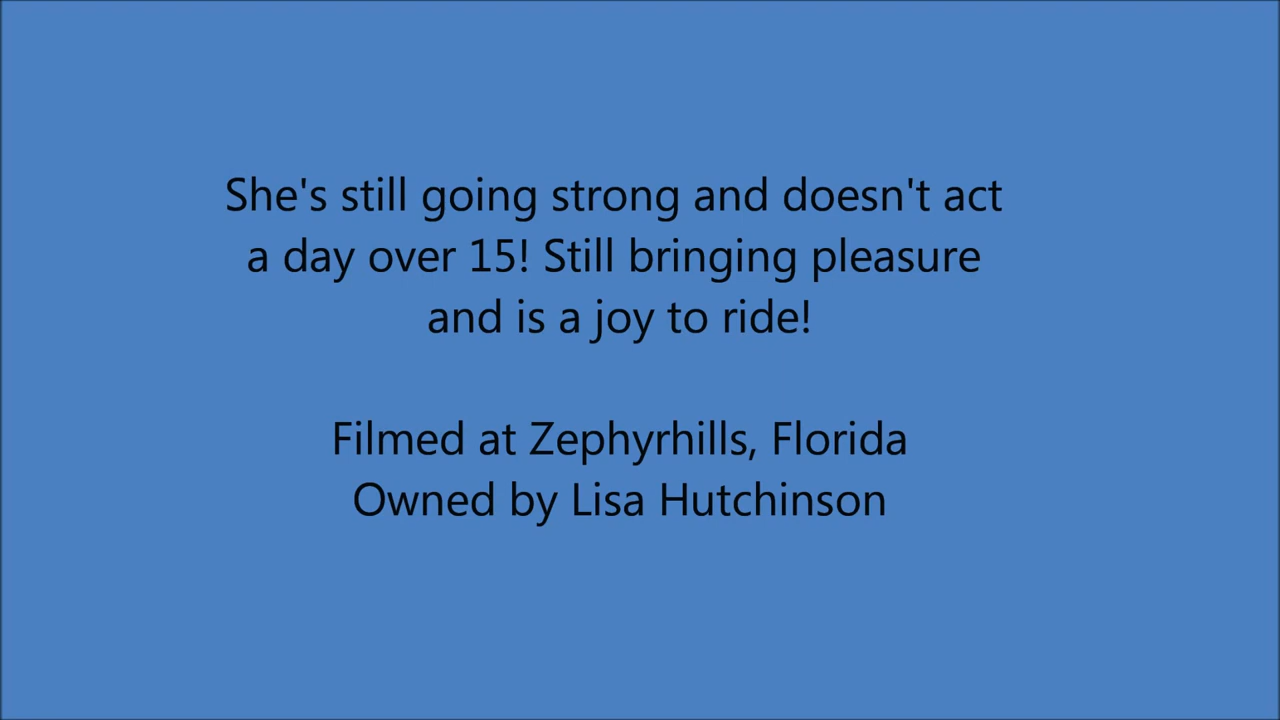 She's still going strong and doesn't act
a day over 15! Still bringing pleasure
and is a joy to ride!
Filmed at Zephyrhills, Florida
Owned by Lisa Hutchinson